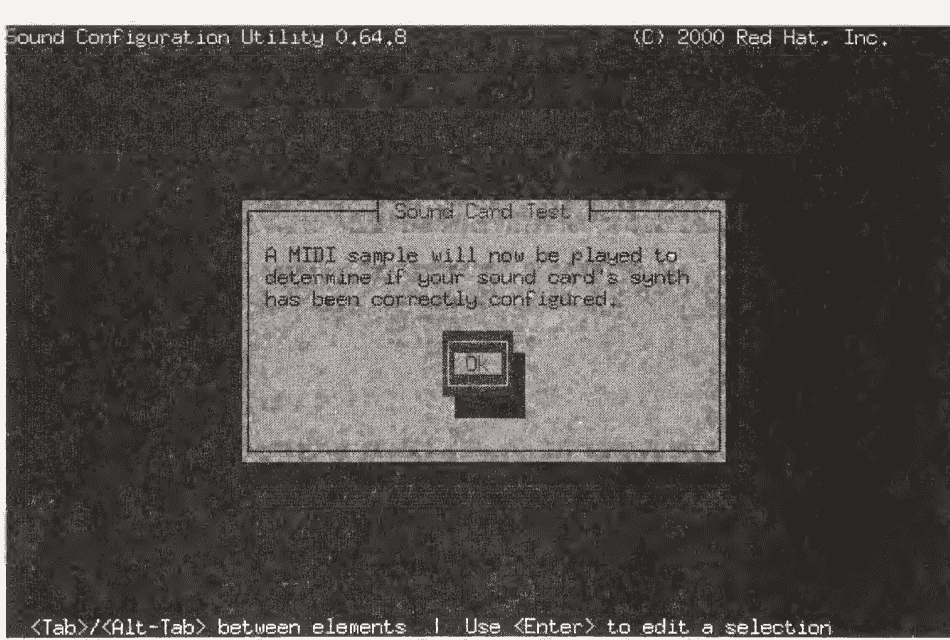 Sound Configuration Utility 0.64.8 (C) 2000 Red Hat, Inc.
Sound Card Test
A MIDI sample will now be played to
determine if your sound card's synth
has been correctly configured.
Ok
<Tab>/<Alt-Tab> between elements | Use <Enter> to edit a selection